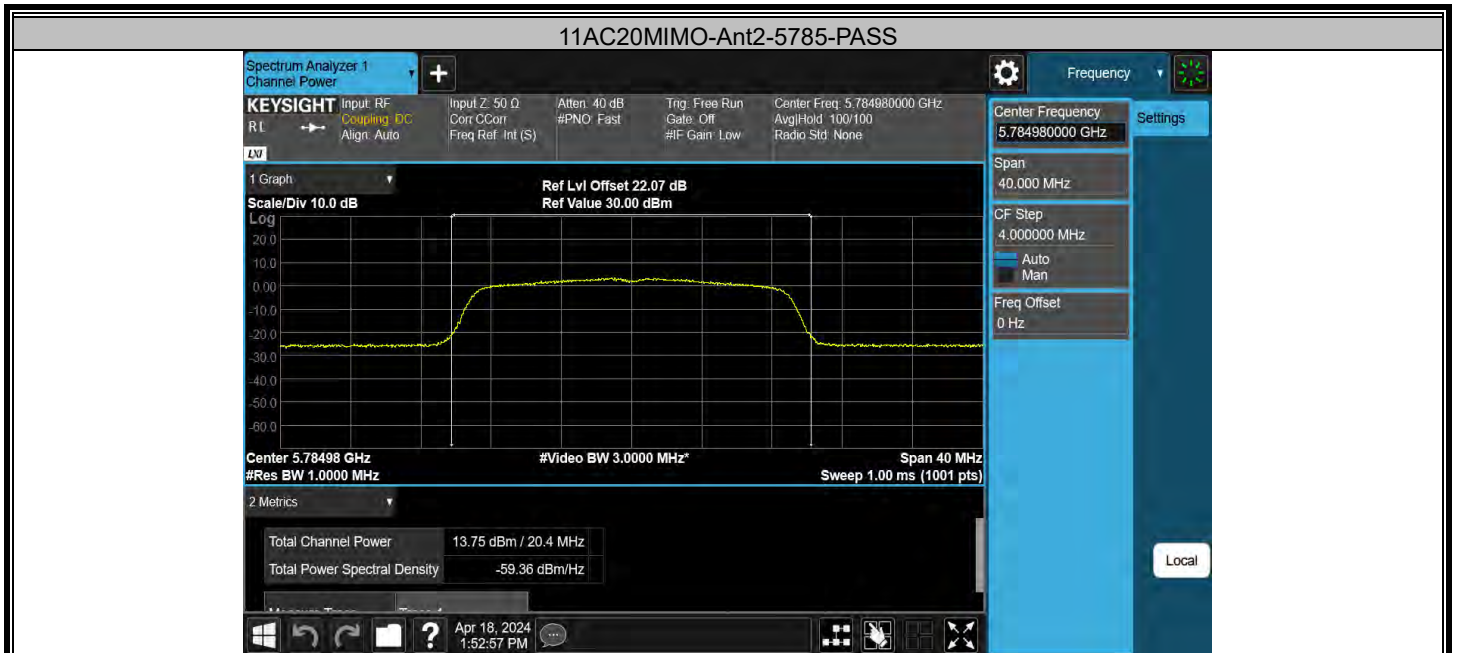 11AC20MIMO-Ant2-5785-PASS
Spectrum Analyzer 1
Channel Power
+
Frequency
KEYSIGHT
R L
LXI
Input: RF
Coupling: DC
Align: Auto
Input Z: 50 Ω
Corr CCorr
Freq Ref: Int (S)
Atten: 40 dB
#PNO: Fast
Trig: Free Run
Gate: Off
#IF Gain: Low
Center Freq: 5.784980000 GHz
Avg|Hold: 100/100
Radio Std: None
Center Frequency
5.784980000 GHz
Settings
Span
40.000 MHz
CF Step
4.000000 MHz
Auto
Man
Freq Offset
0 Hz
Local
1 Graph
Ref Lvl Offset 22.07 dB
Scale/Div 10.0 dB
Ref Value 30.00 dBm
Log
20.0
10.0
0.00
-10.0
-20.0
-30.0
-40.0
-50.0
-60.0
Center 5.78498 GHz
#Video BW 3.0000 MHz*
Span 40 MHz
#Res BW 1.0000 MHz
Sweep 1.00 ms (1001 pts)
2 Metrics
Total Channel Power 13.75 dBm / 20.4 MHz
Total Power Spectral Density -59.36 dBm/Hz
?
Apr 18, 2024
1:52:57 PM